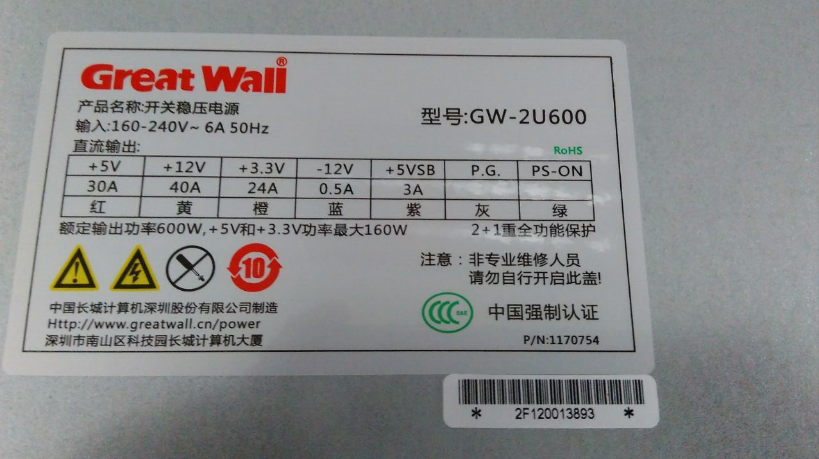 Great Wall®
产品名称:开关稳压电源
型号:GW-2U600
输入:160-240V~ 6A 50Hz
直流输出:
RoHS
+5V +12V +3.3V -12V +5VSB P.G. PS-ON
30A 40A 24A 0.5A 3A
红 黄 橙 蓝 紫 灰 绿
额定输出功率600W,+5V和+3.3V功率最大160W 2+1重全功能保护
注意：非专业维修人员
请勿自行开启此盖!
10
中国长城计算机深圳股份有限公司制造
Http://www.greatwall.cn/power
深圳市南山区科技园长城计算机大厦
中国强制认证
P/N:1170754
* 2F120013893 *